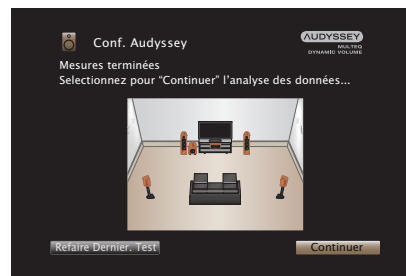 Conf. Audyssey
AUDYSSEY
MULTEQ
DYNAMIC VOLUME
Mesures terminées
Selectionnez pour “Continuer” l’analyse des données...
Refaire Dernier. Test
Continuer